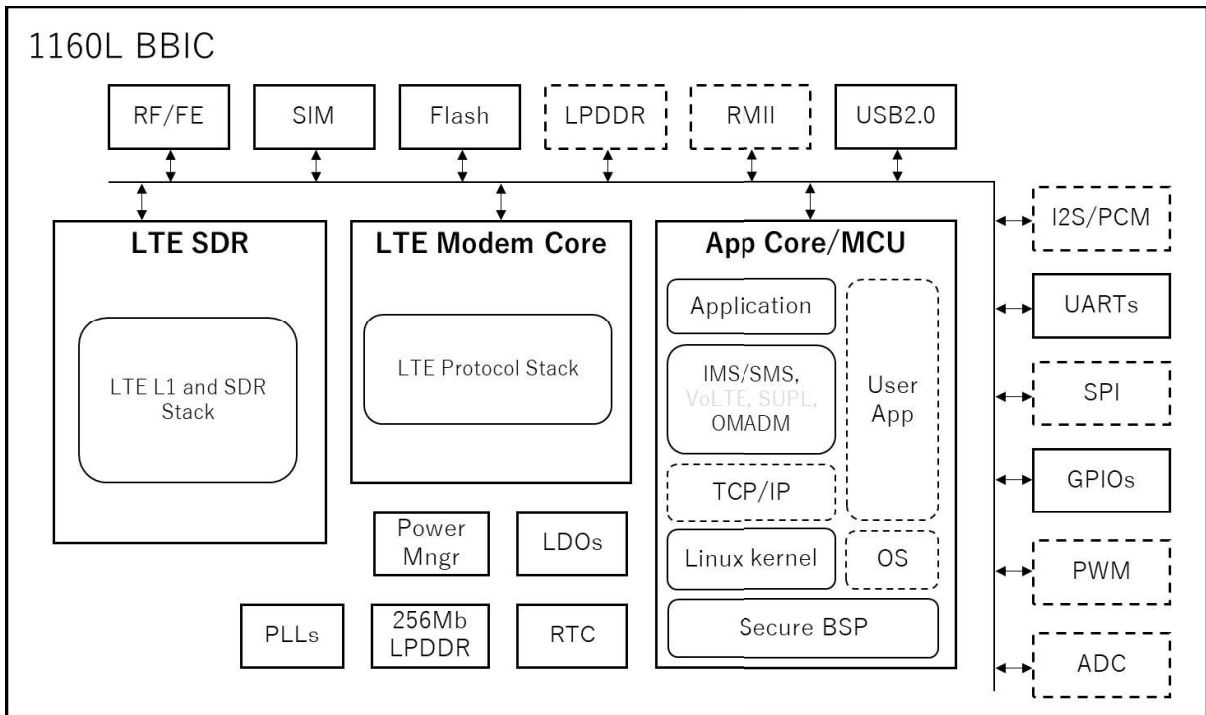 1160L BBIC
RF/FE
SIM
Flash
LPDDR
RMII
USB2.0
LTE SDR
LTE L1 and SDR
Stack
LTE Modem Core
LTE Protocol Stack
App Core/MCU
Application
IMS/SMS,
VoLTE, SUPL,
OMADM
User
App
TCP/IP
Linux kernel
OS
Secure BSP
Power
Mngr
LDOs
PLLs
256Mb
LPDDR
RTC
I2S/PCM
UARTs
SPI
GPIOs
PWM
ADC